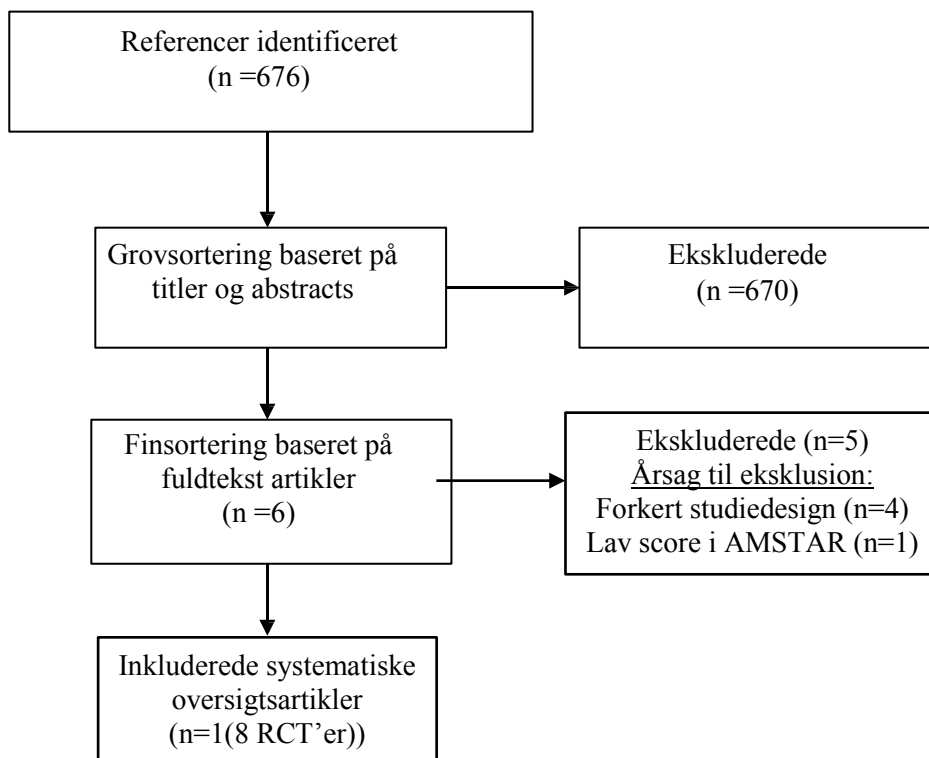 Referencer identificeret
(n =676)
Grovsortering baseret på
titler og abstracts
Ekskluderede
(n =670)
Finsortering baseret på
fuldtekst artikler
(n =6)
Ekskluderede (n=5)
Årsag til eksklusion:
Forkert studiedesign (n=4)
Lav score i AMSTAR (n=1)
Inkluderede systematiske
oversigtsartikler
(n=1(8 RCT’er))